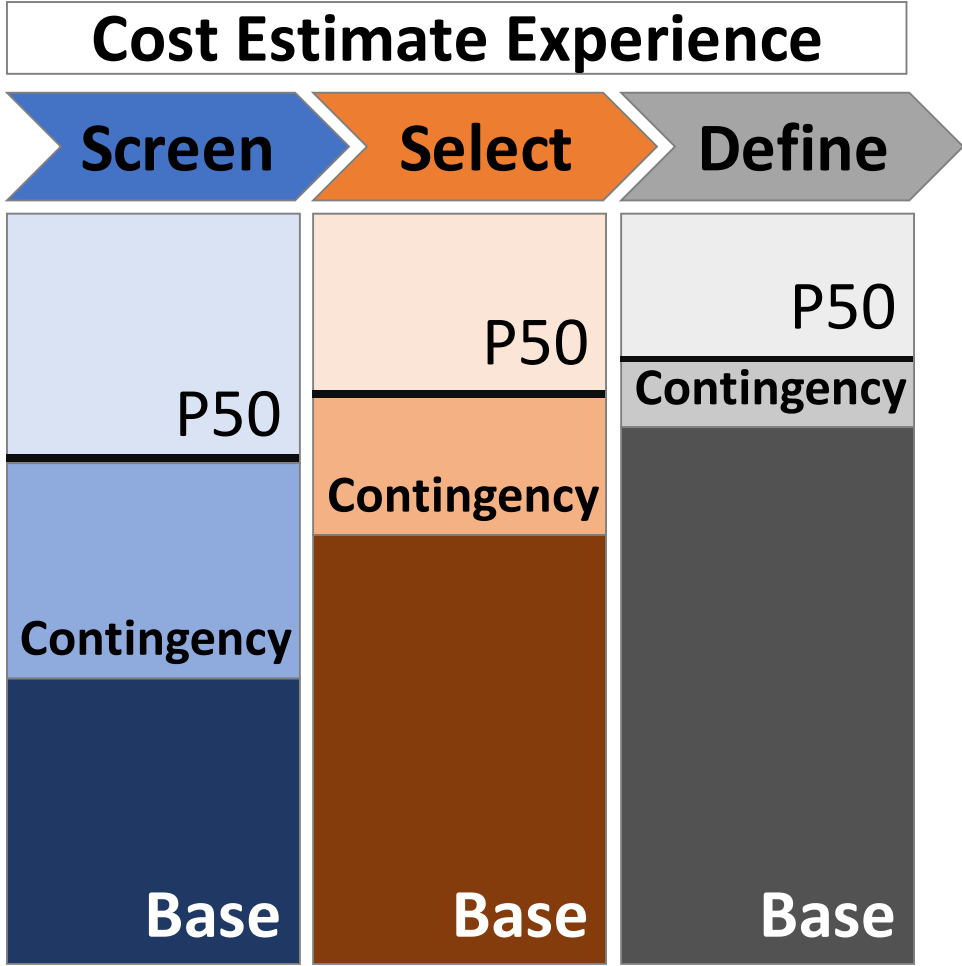 Cost Estimate Experience
Screen
Select
Define
P50
Contingency
Base
P50
Contingency
Base
P50
Contingency
Base